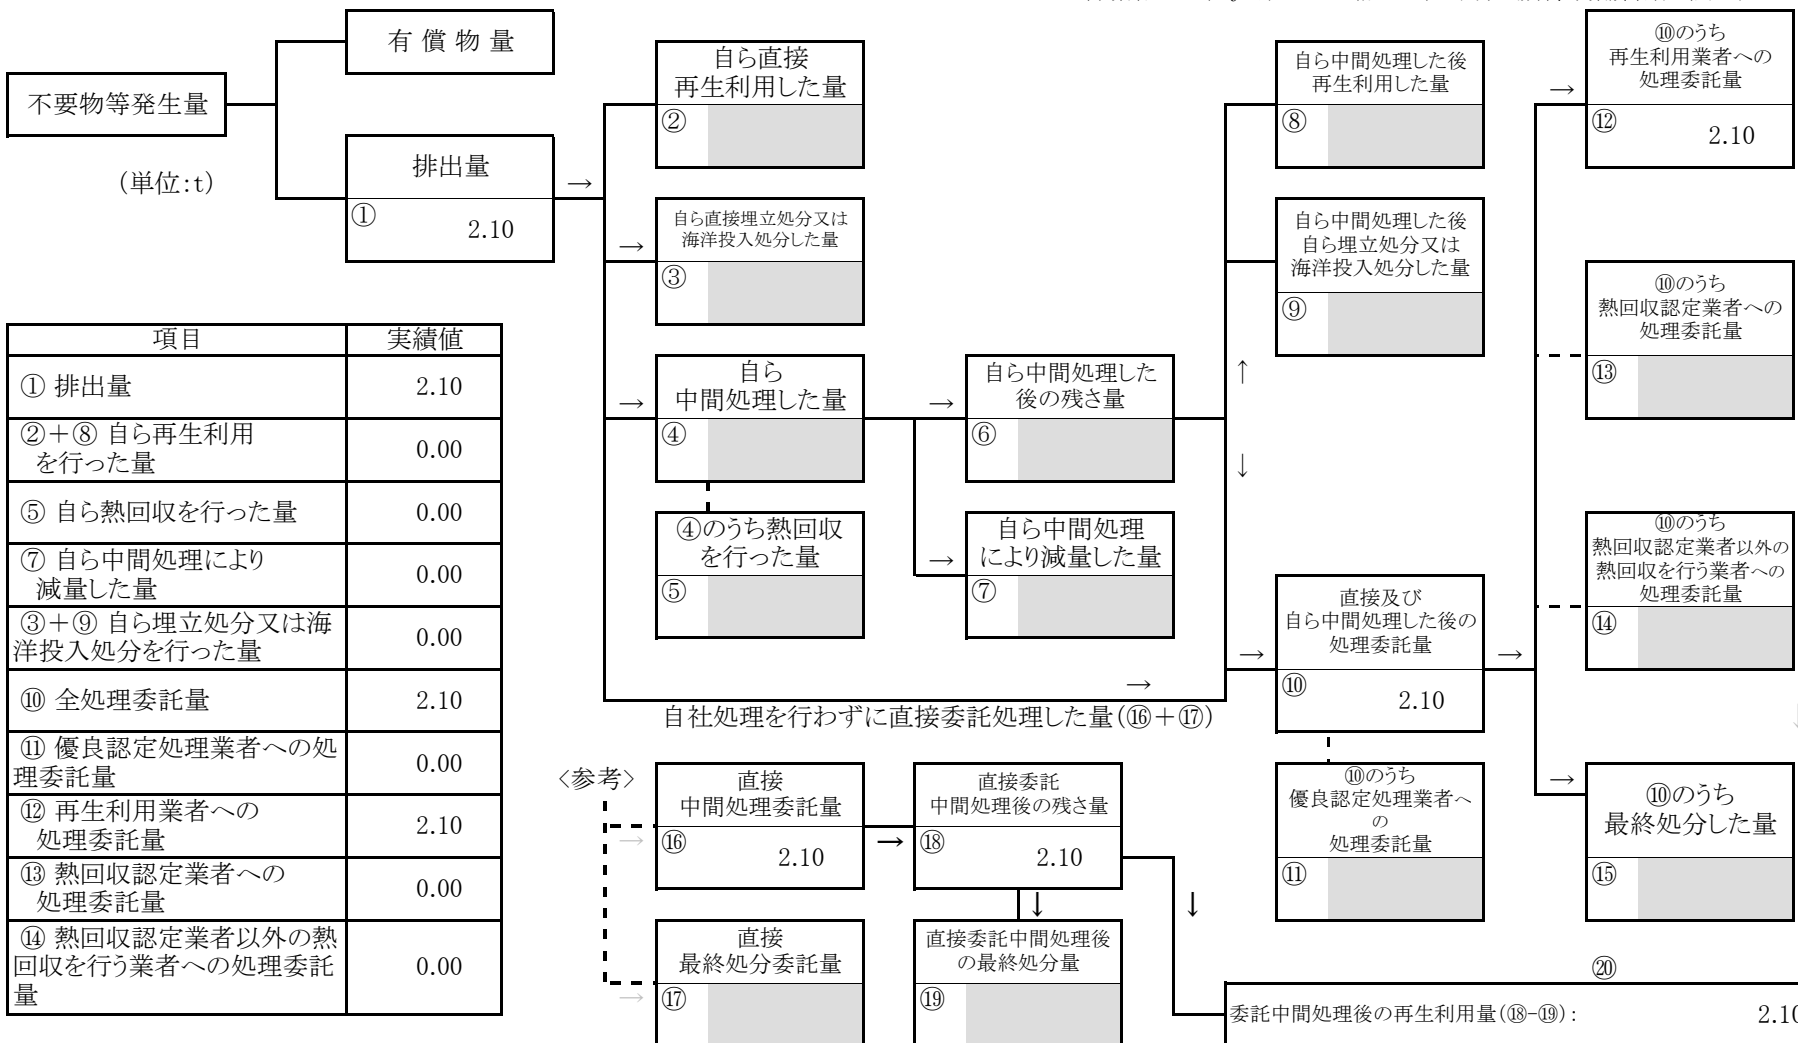 有 償 物 量
不要物等発生量
(単位:t)
排出量
→
①
2.10
自ら直接
再生利用した量
②
→
自ら直接埋立処分又は
海洋投入処分した量
③
→
自ら
中間処理した量
④
④のうち熱回収
を行った量
⑤
→
自ら中間処理した
後の残さ量
⑥
→
自ら中間処理
により減量した量
⑦
自ら中間処理した後
再生利用した量
⑧
自ら中間処理した後
自ら埋立処分又は
海洋投入処分した量
⑨
↑
↓
→
直接及び
自ら中間処理した後の
処理委託量
⑩
2.10
→
⑩のうち
優良認定処理業者へ
の
処理委託量
⑪
→
⑩のうち
再生利用業者への
処理委託量
⑫
2.10
⑩のうち
熱回収認定業者への
処理委託量
⑬
⑩のうち
熱回収認定業者以外の
熱回収を行う業者への
処理委託量
⑭
→
⑩のうち
最終処分した量
⑮
→
自社処理を行わずに直接委託処理した量(⑯+⑰)
<参考>
→
直接
中間処理委託量
⑯
2.10
→
直接委託
中間処理後の残さ量
⑱
2.10
↓
↓
→
直接
最終処分委託量
⑰
直接委託中間処理後
の最終処分量
⑲
⑳
委託中間処理後の再生利用量(⑱-⑲):
2.10
項目 実績値
① 排出量 2.10
②+⑧ 自ら再生利用
を行った量 0.00
⑤ 自ら熱回収を行った量 0.00
⑦ 自ら中間処理により
減量した量 0.00
③+⑨ 自ら埋立処分又は海
洋投入処分を行った量 0.00
⑩ 全処理委託量 2.10
⑪ 優良認定処理業者への処
理委託量 0.00
⑫ 再生利用業者への
処理委託量 2.10
⑬ 熱回収認定業者への
処理委託量 0.00
⑭ 熱回収認定業者以外の熱
回収を行う業者への処理委託
量 0.00